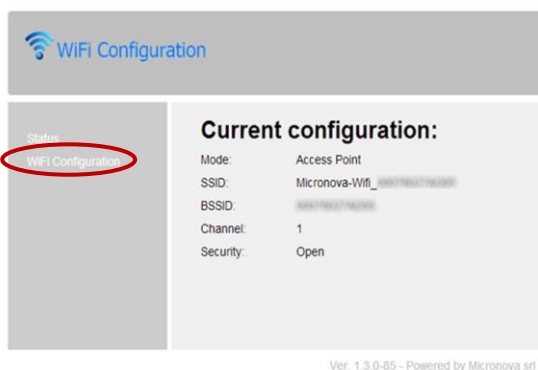 WiFi Configuration
Status
WiFi Configuration
Current configuration:
Mode: Access Point
SSID: Micronova-Wifi_
BSSID:
Channel: 1
Security: Open
Ver. 1.3.0-85 - Powered by Micronova srl